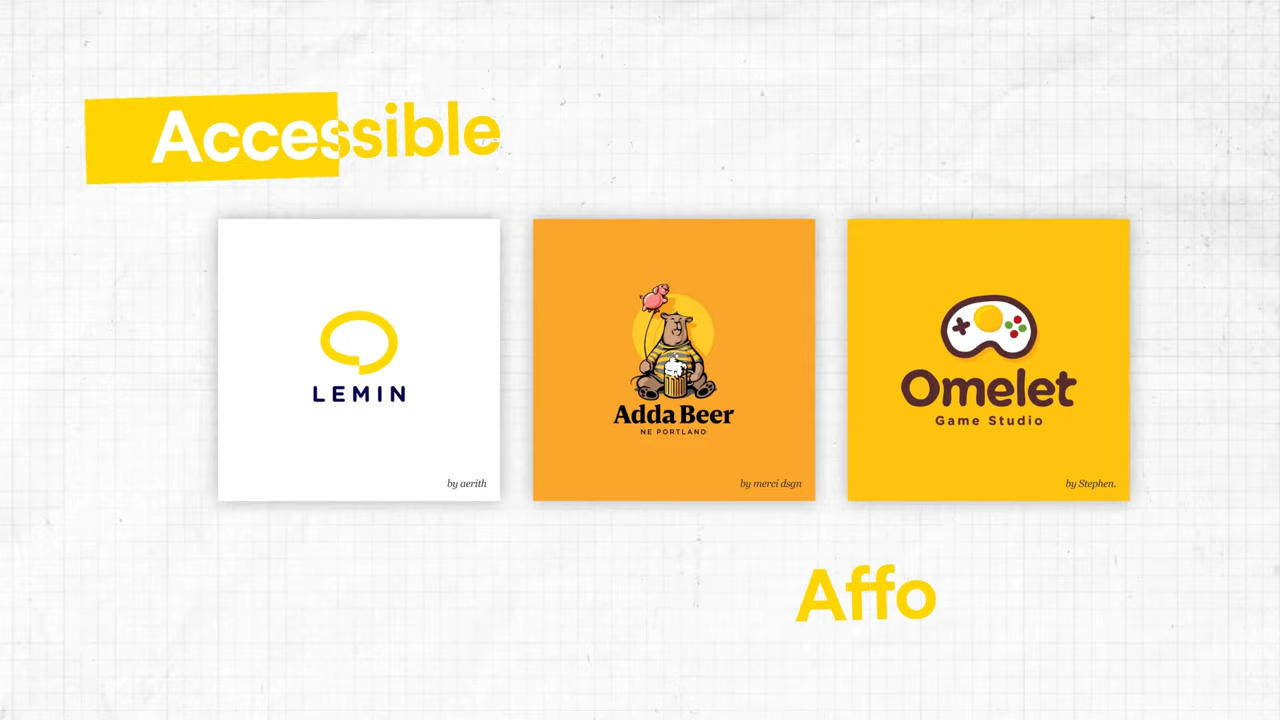 Accessible
LEMIN
by aerith
Adda Beer
NE PORTLAND
by merci dsgn
Omelet
Game Studio
by Stephen.
Affo